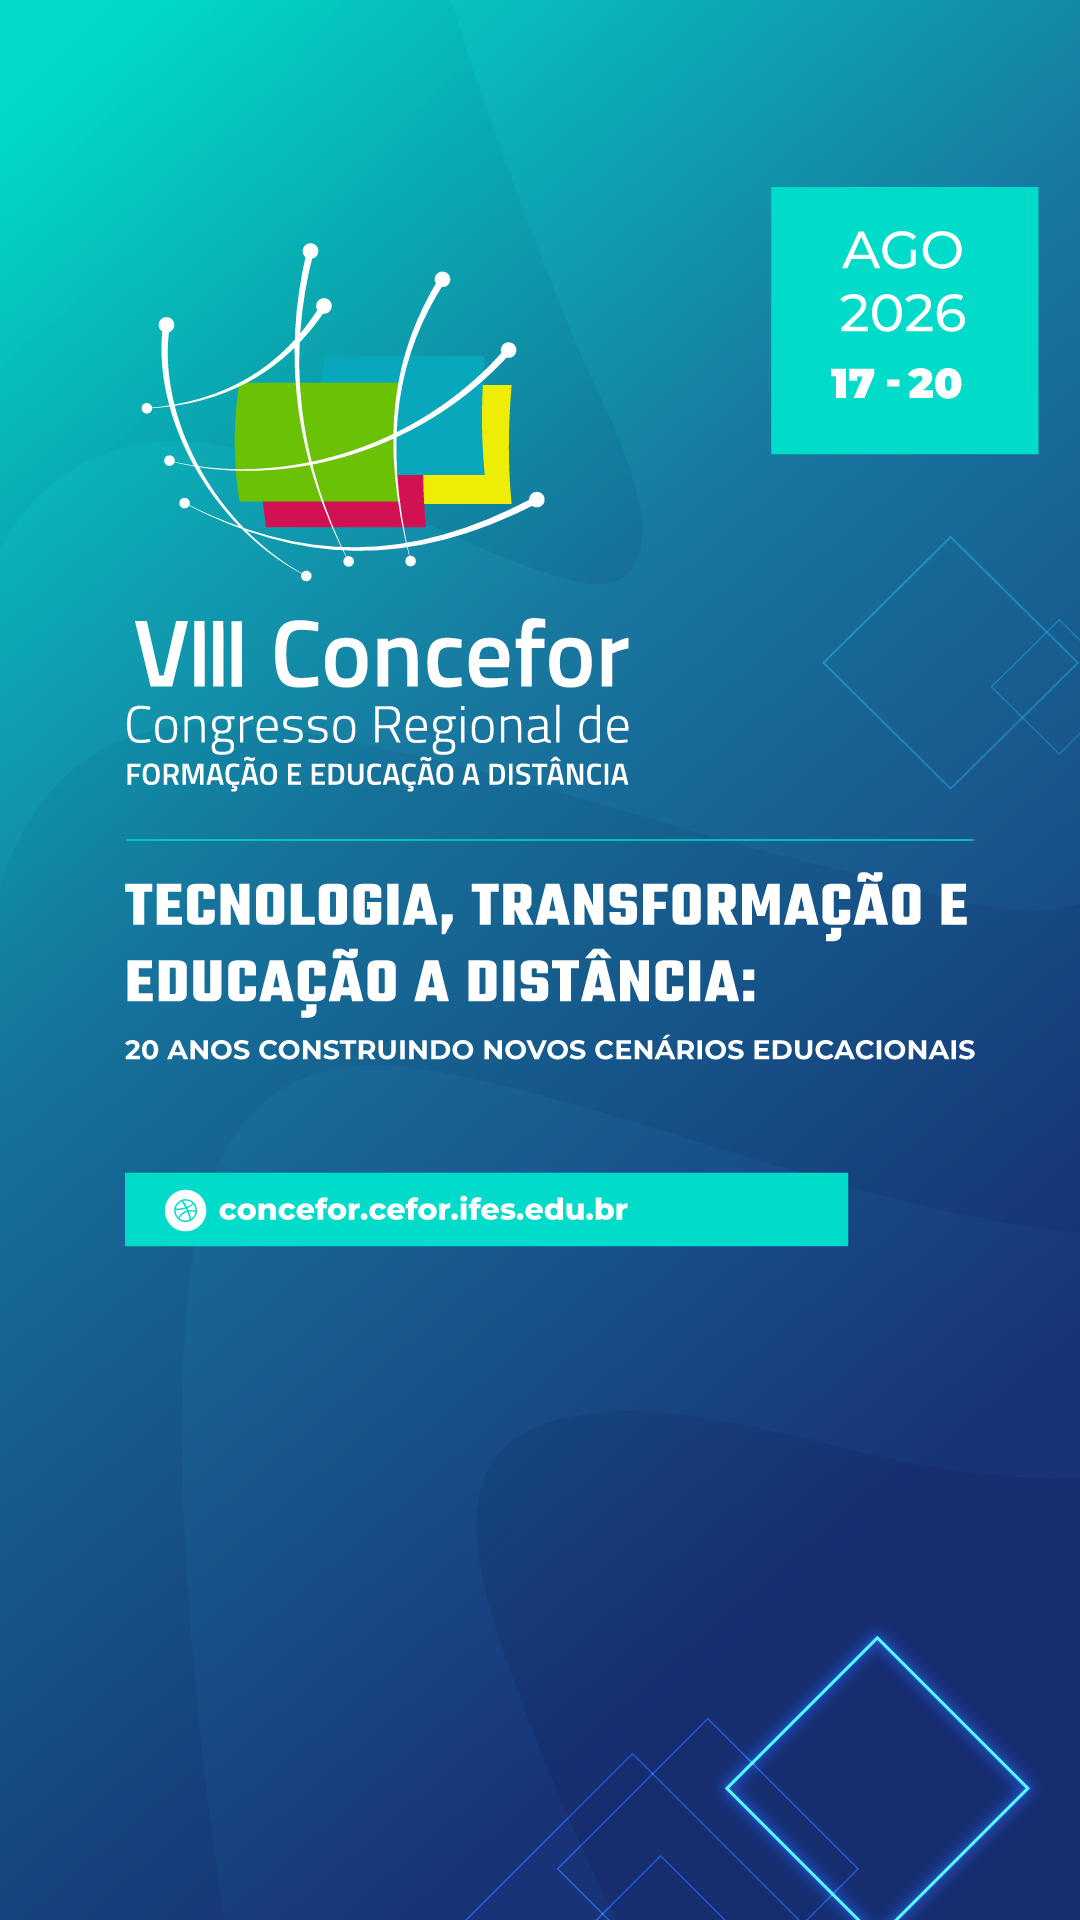 AGO
2026
17 - 20
VIII Concefor
Congresso Regional de
FORMAÇÃO E EDUCAÇÃO A DISTÂNCIA
TECNOLOGIA, TRANSFORMAÇÃO E
EDUCAÇÃO A DISTÂNCIA:
20 ANOS CONSTRUINDO NOVOS CENÁRIOS EDUCACIONAIS
concefor.cefor.ifes.edu.br